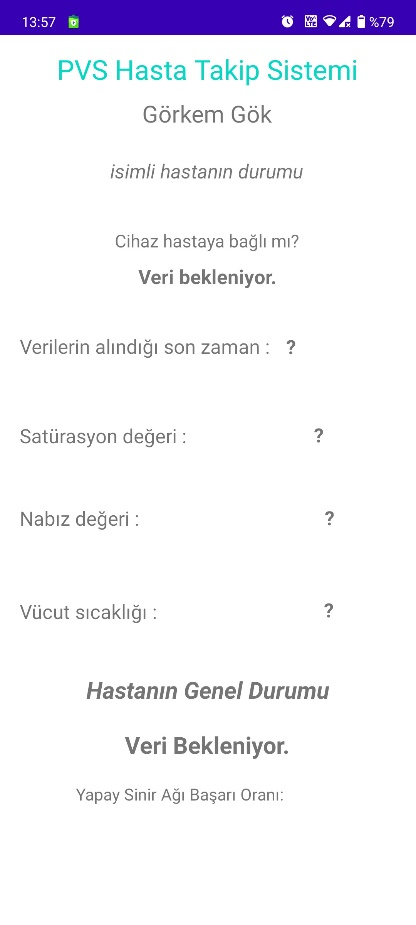 13:57 %79
PVS Hasta Takip Sistemi
Görkem Gök
isimli hastanın durumu
Cihaz hastaya bağlı mı?
Veri bekleniyor.
Verilerin alındığı son zaman : ?
Satürasyon değeri : ?
Nabız değeri : ?
Vücut sıcaklığı : ?
Hastanın Genel Durumu
Veri Bekleniyor.
Yapay Sinir Ağı Başarı Oranı: